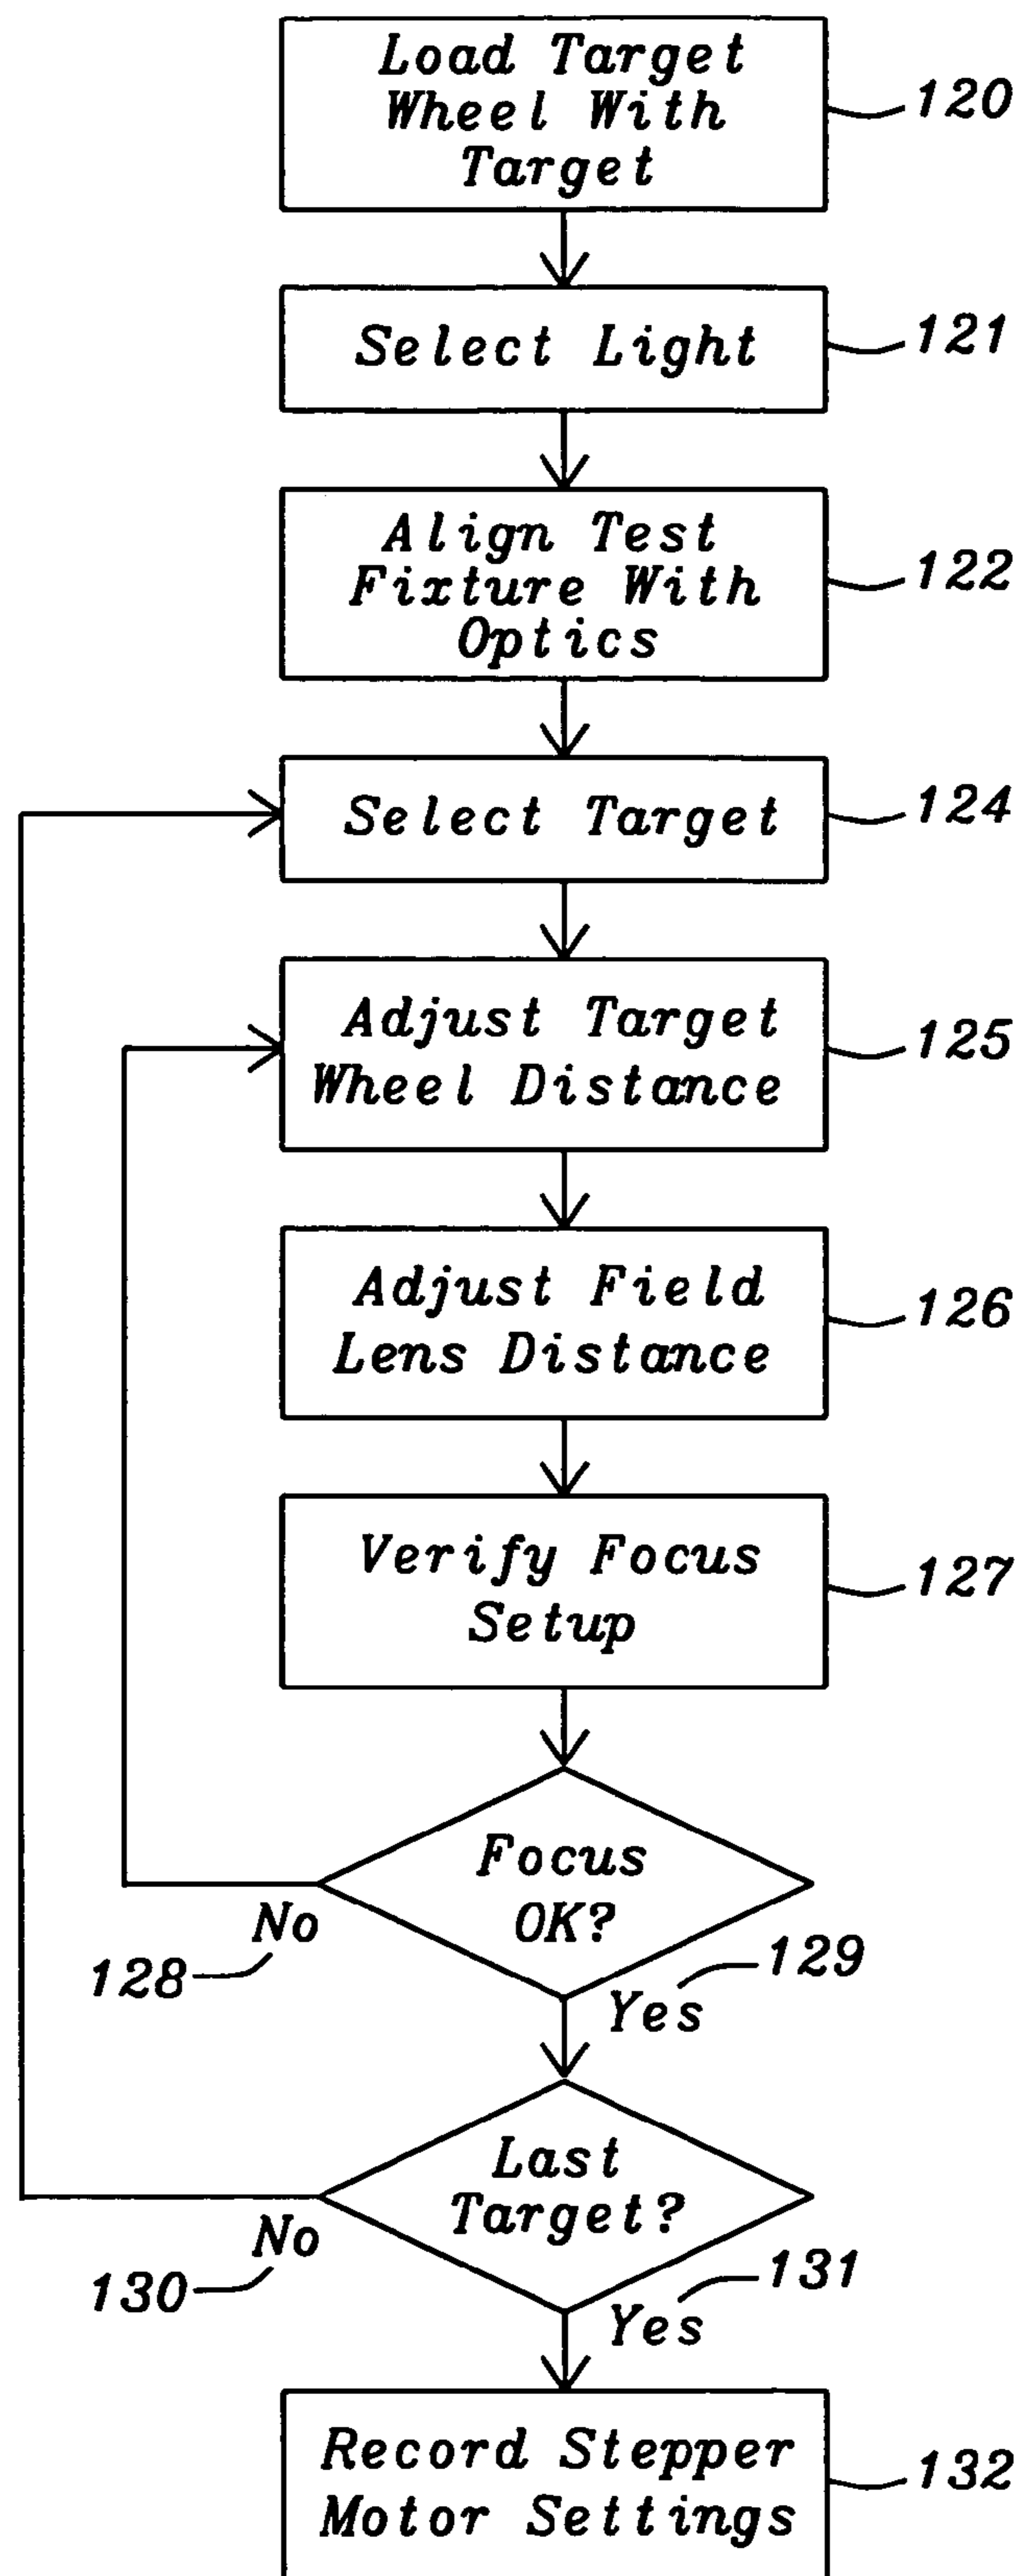 Load Target
Wheel With
Target
120
Select Light
121
Align Test
Fixture With
Optics
122
Select Target
124
Adjust Target
Wheel Distance
125
Adjust Field
Lens Distance
126
Verify Focus
Setup
127
Focus
OK?
No
128
129
Yes
Last
Target?
No
130
131
Yes
Record Stepper
Motor Settings
132